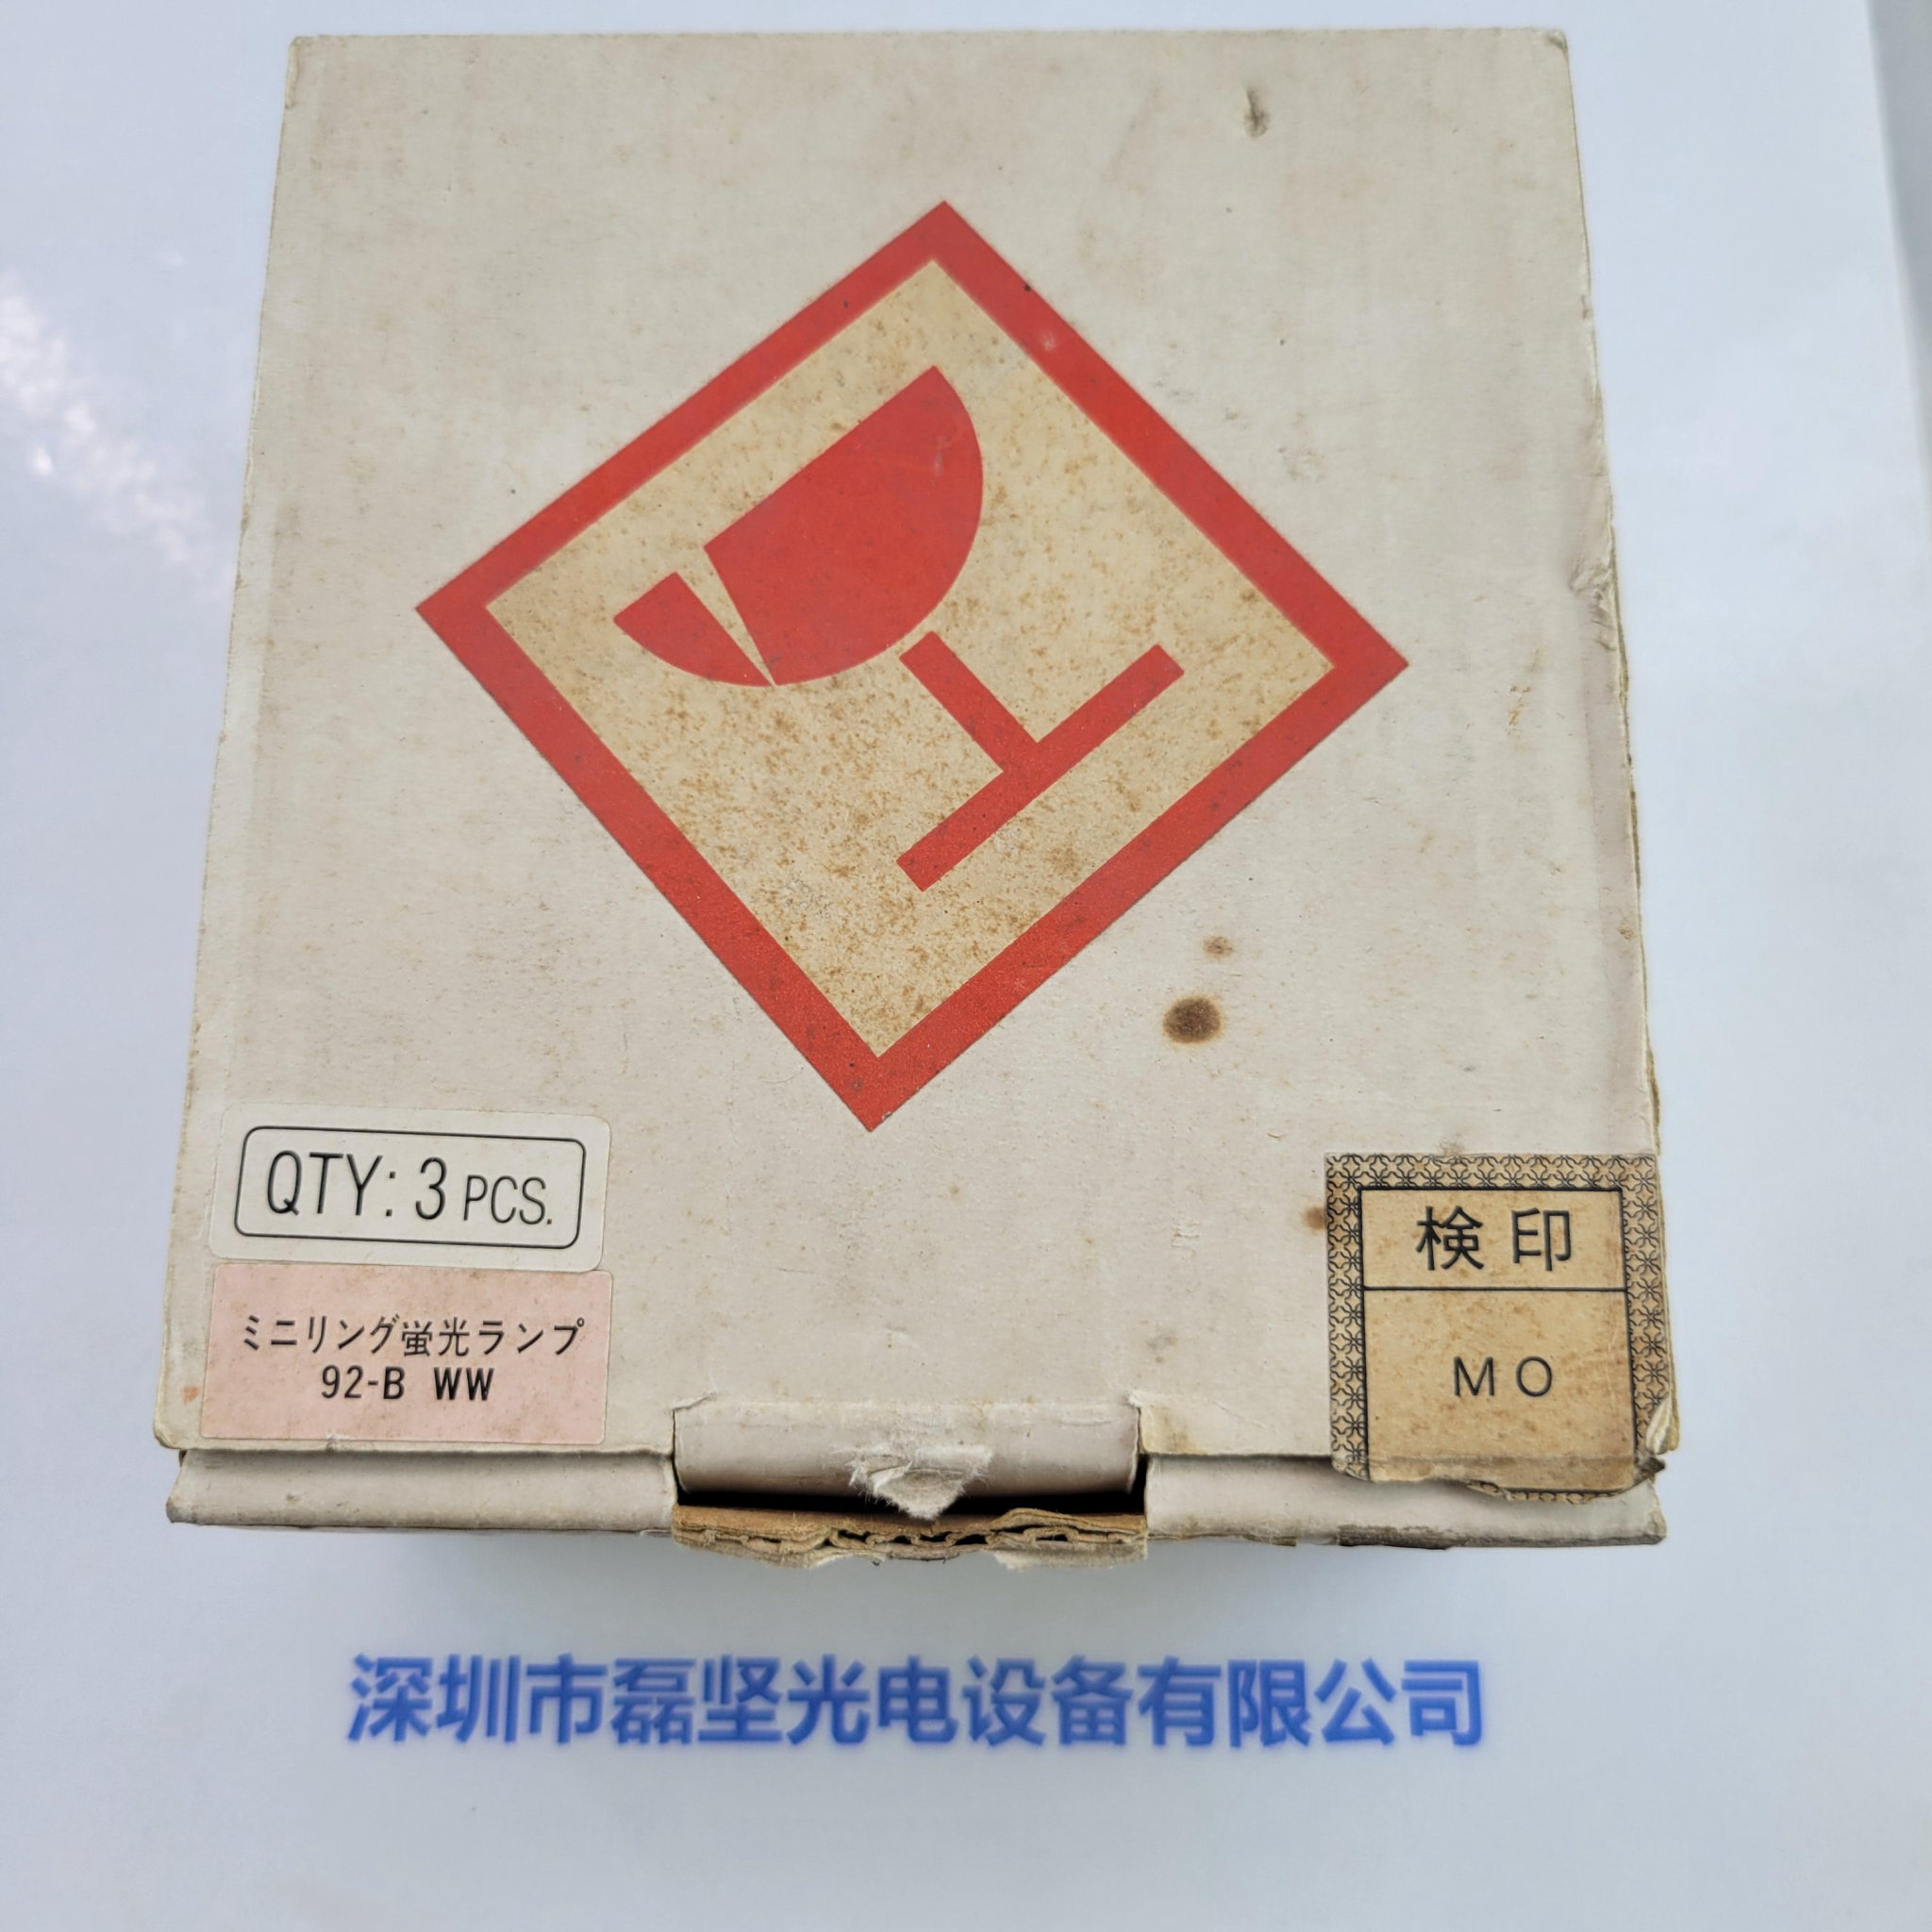 QTY: 3 PCS.
ミニリング蛍光ランプ
92-B WW
検印
MO
深圳市磊坚光电设备有限公司